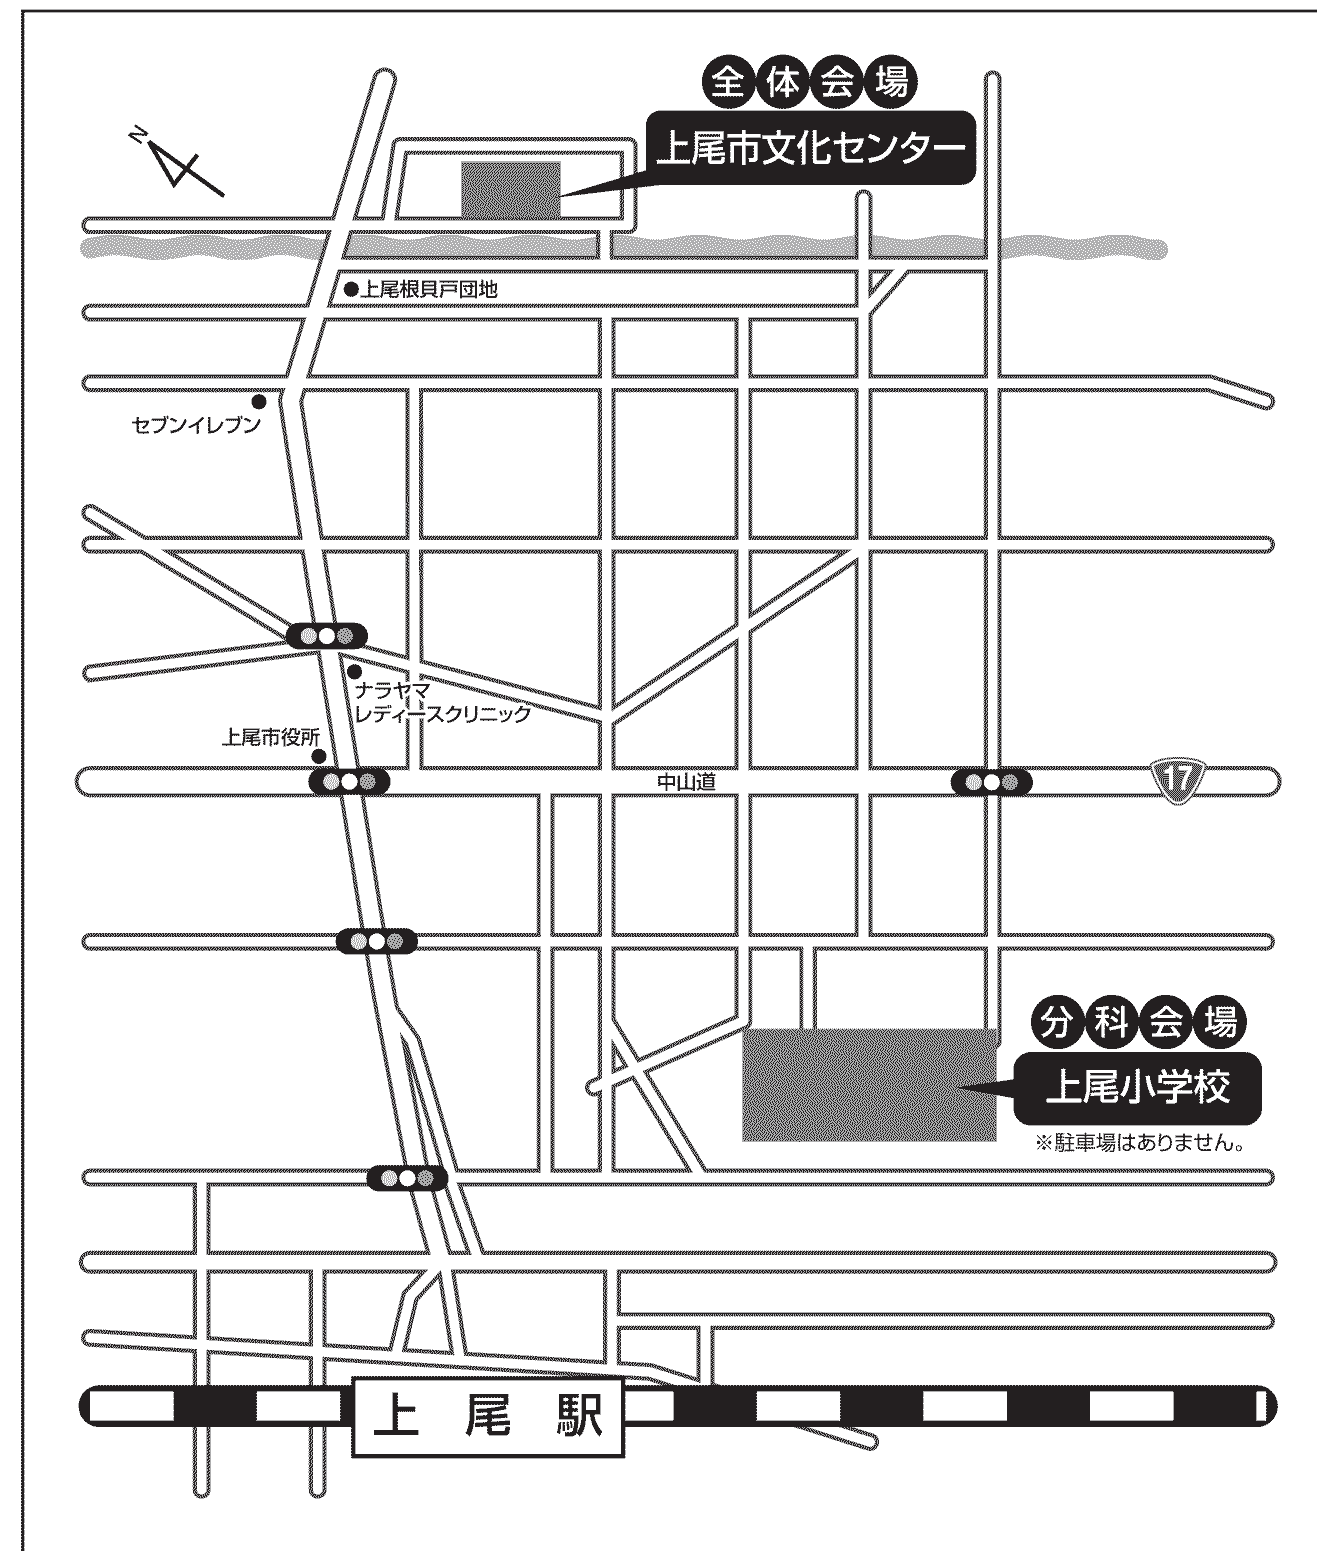 全体会場
上尾市文化センター
N
上尾根貝戸団地
セブンイレブン
ナラヤマ
レディースクリニック
上尾市役所
中山道
17
分科会場
上尾小学校
※駐車場はありません。
上尾駅